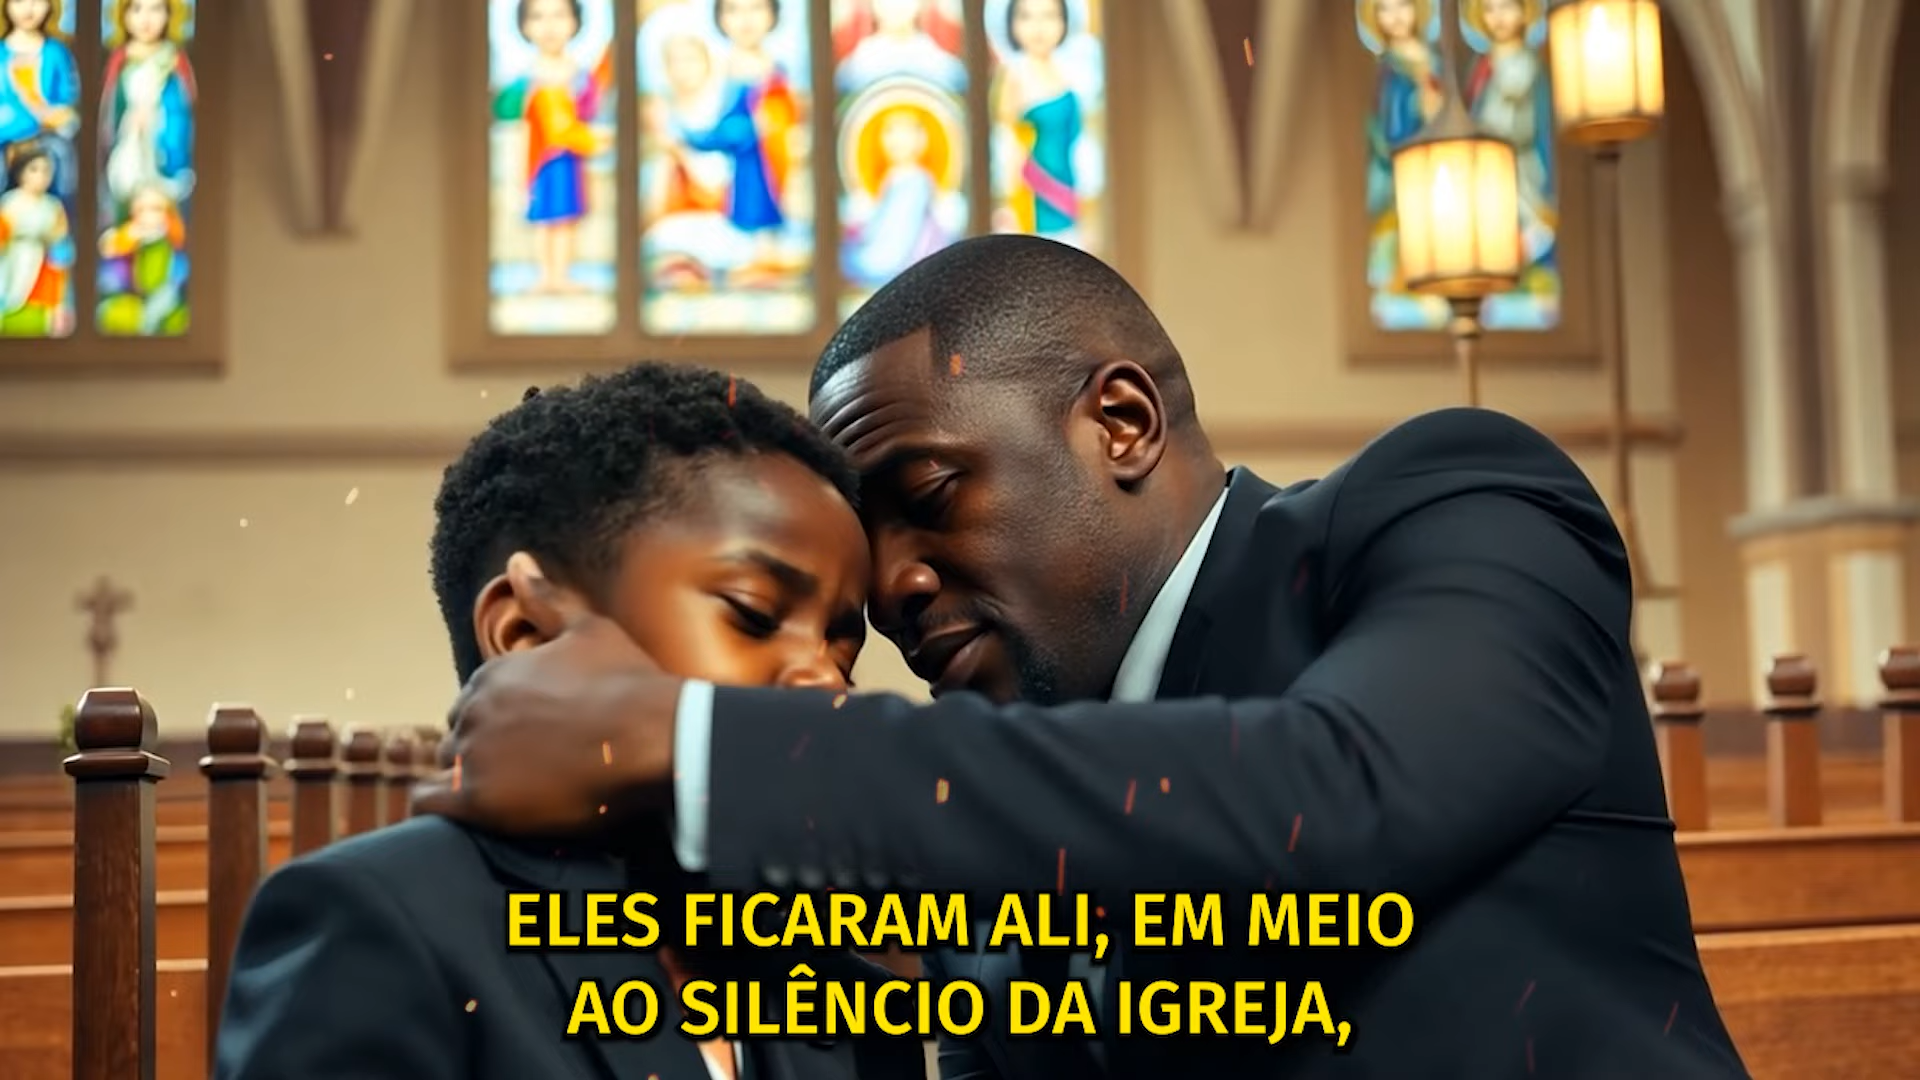 ELES FICARAM ALI, EM MEIO
AO SILÊNCIO DA IGREJA,